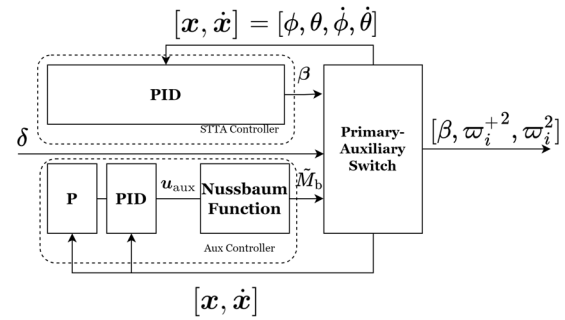 [x, ẋ] = [ϕ, θ, ϕ̇, θ̇]
PID
β
STTA Controller
δ
Primary-
Auxiliary
Switch
[β, ϖᵢ⁺², ϖᵢ²]
P
PID
u_aux
Nussbaum
Function
M̃_b
Aux Controller
[x, ẋ]